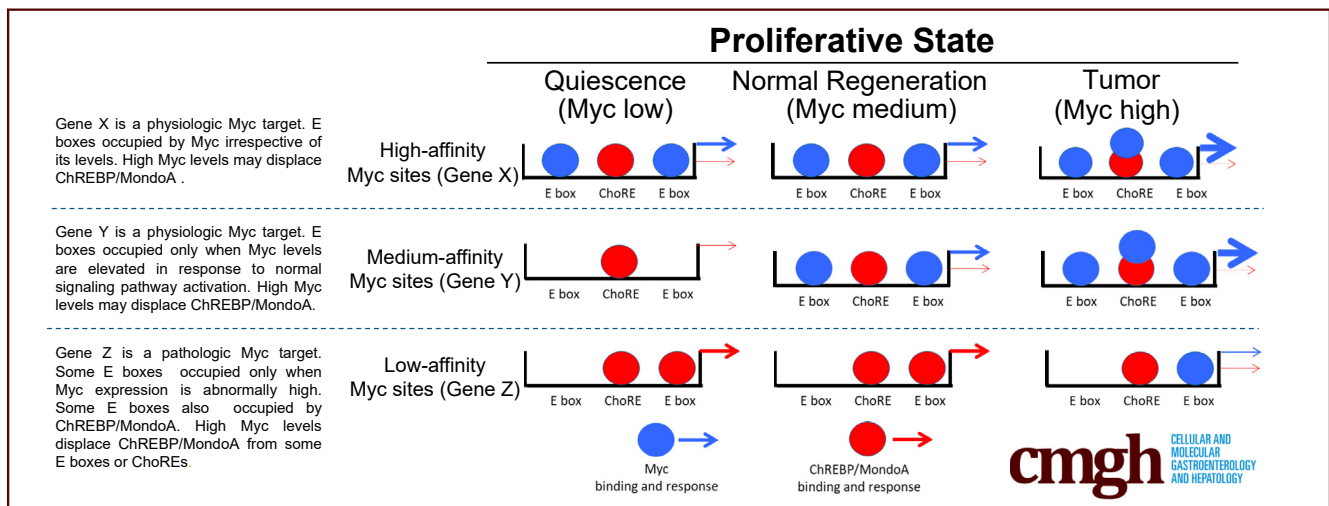 Proliferative State
Quiescence
(Myc low)
Normal Regeneration
(Myc medium)
Tumor
(Myc high)
Gene X is a physiologic Myc target. E
boxes occupied by Myc irrespective of
its levels. High Myc levels may displace
ChREBP/MondoA .
High-affinity
Myc sites (Gene X)
E box ChoRE E box
E box ChoRE E box
E box ChoRE E box
Gene Y is a physiologic Myc target. E
boxes occupied only when Myc levels
are elevated in response to normal
signaling pathway activation. High Myc
levels may displace ChREBP/MondoA.
Medium-affinity
Myc sites (Gene Y)
E box ChoRE E box
E box ChoRE E box
E box ChoRE E box
Gene Z is a pathologic Myc target.
Some E boxes occupied only when
Myc expression is abnormally high.
Some E boxes also occupied by
ChREBP/MondoA. High Myc levels
displace ChREBP/MondoA from some
E boxes or ChoREs.
Low-affinity
Myc sites (Gene Z)
E box ChoRE E box
E box ChoRE E box
E box ChoRE E box
Myc
binding and response
ChREBP/MondoA
binding and response
cmgh
CELLULAR AND
MOLECULAR
GASTROENTEROLOGY
AND HEPATOLOGY